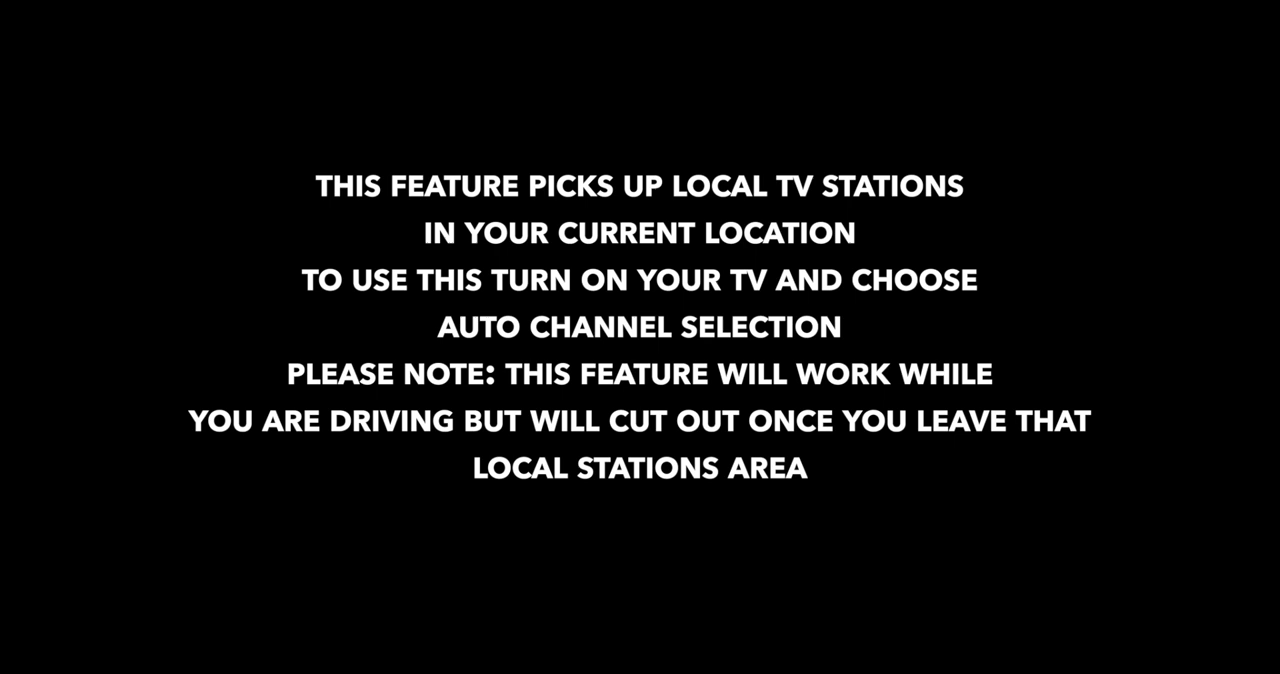 THIS FEATURE PICKS UP LOCAL TV STATIONS
IN YOUR CURRENT LOCATION
TO USE THIS TURN ON YOUR TV AND CHOOSE
AUTO CHANNEL SELECTION
PLEASE NOTE: THIS FEATURE WILL WORK WHILE
YOU ARE DRIVING BUT WILL CUT OUT ONCE YOU LEAVE THAT
LOCAL STATIONS AREA